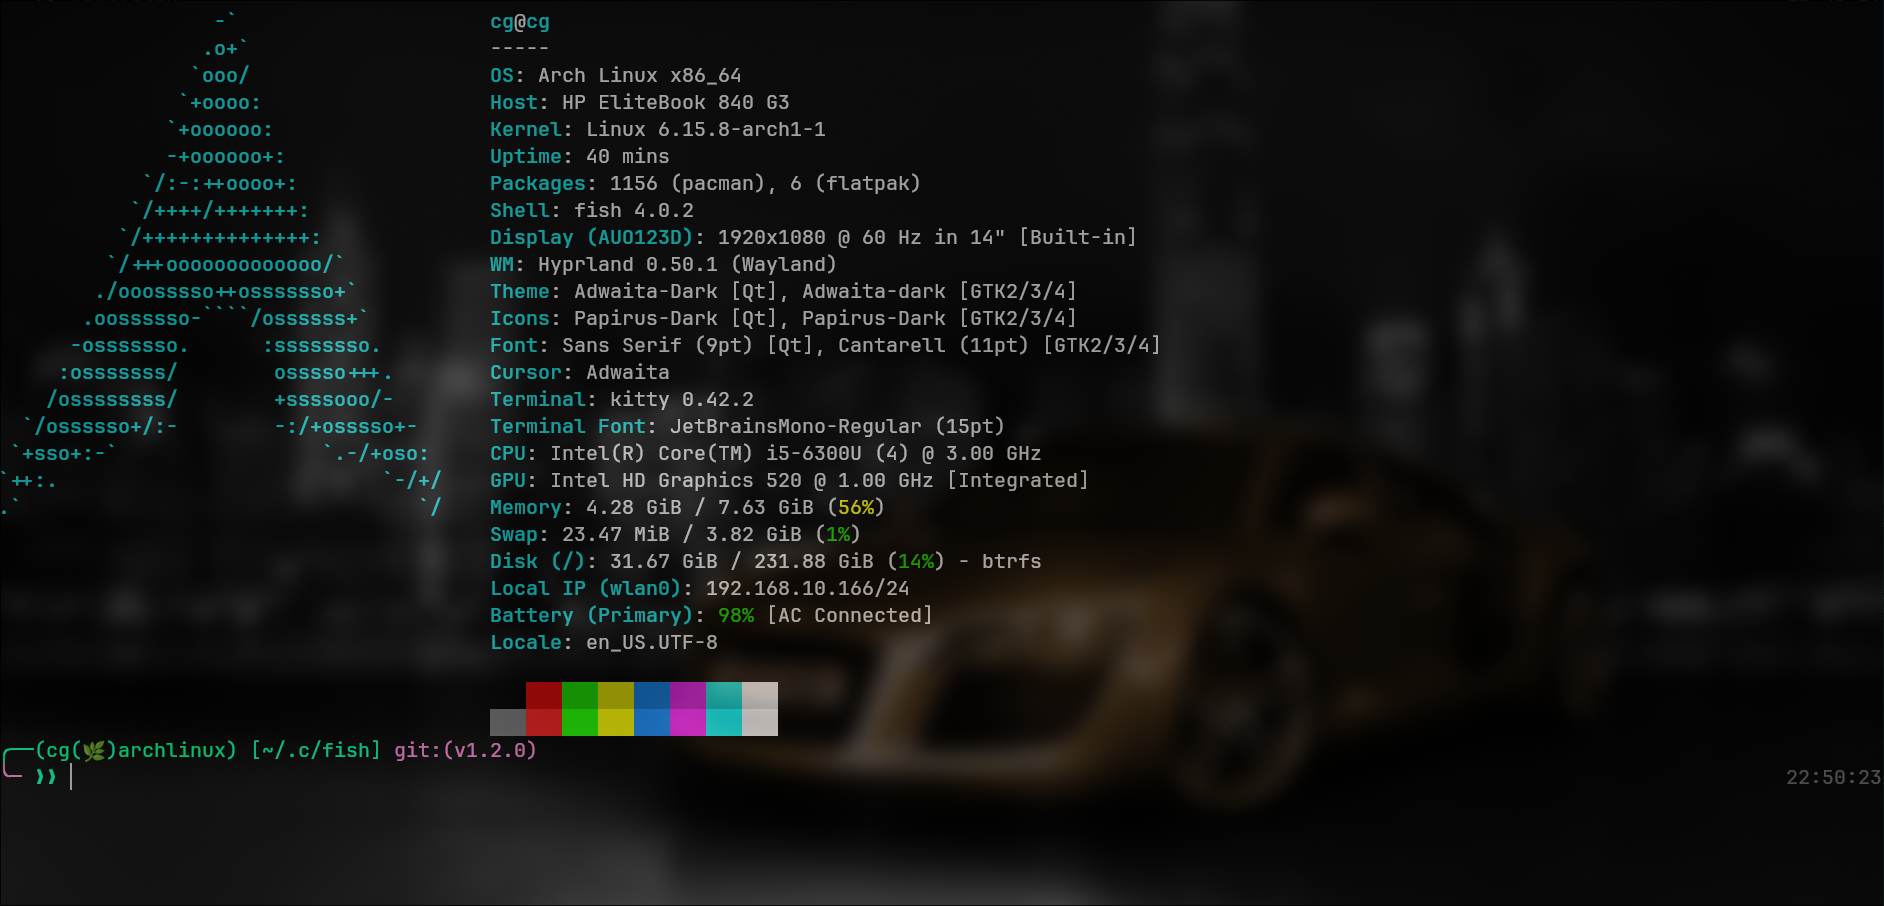 -`
.o+`
`ooo/
`+oooo:
`+oooooo:
-+oooooo+:
`/:-:++oooo+:
`/++++/+++++++:
`/++++++++++++++:
`/+++ooooooooooooo/`
./ooosssso++osssssso+`
.oossssso-````/ossssss+`
-osssssso.      :ssssssso.
:osssssss/        osssso+++.
/ossssssss/        +ssssooo/-
`/ossssso+/:-        -:/+osssso+-
`+sso+:-`                 `.-/+oso:
`++:.                           `-/+/
.`                                 `/
cg@cg
-----
OS: Arch Linux x86_64
Host: HP EliteBook 840 G3
Kernel: Linux 6.15.8-arch1-1
Uptime: 40 mins
Packages: 1156 (pacman), 6 (flatpak)
Shell: fish 4.0.2
Display (AUO123D): 1920x1080 @ 60 Hz in 14" [Built-in]
WM: Hyprland 0.50.1 (Wayland)
Theme: Adwaita-Dark [Qt], Adwaita-dark [GTK2/3/4]
Icons: Papirus-Dark [Qt], Papirus-Dark [GTK2/3/4]
Font: Sans Serif (9pt) [Qt], Cantarell (11pt) [GTK2/3/4]
Cursor: Adwaita
Terminal: kitty 0.42.2
Terminal Font: JetBrainsMono-Regular (15pt)
CPU: Intel(R) Core(TM) i5-6300U (4) @ 3.00 GHz
GPU: Intel HD Graphics 520 @ 1.00 GHz [Integrated]
Memory: 4.28 GiB / 7.63 GiB (56%)
Swap: 23.47 MiB / 3.82 GiB (1%)
Disk (/): 31.67 GiB / 231.88 GiB (14%) - btrfs
Local IP (wlan0): 192.168.10.166/24
Battery (Primary): 98% [AC Connected]
Locale: en_US.UTF-8
╭──(cg(🌿)archlinux) [~/.c/fish] git:(v1.2.0)
╰─ ❯❯ 22:50:23